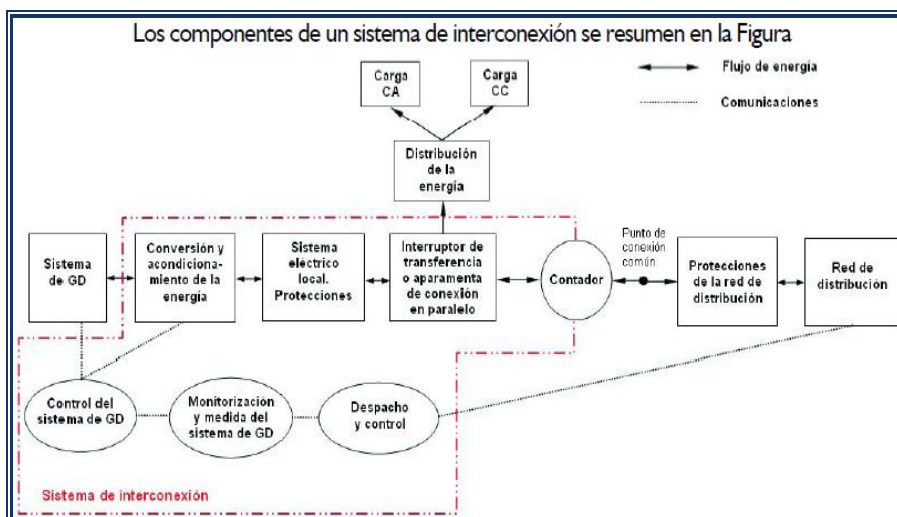 Los componentes de un sistema de interconexión se resumen en la Figura
Carga
CA
Carga
CC
Flujo de energía
Comunicaciones
Distribución
de la
energía
Sistema
de GD
Conversión y
acondiciona-
miento de la
energía
Sistema
eléctrico
local.
Protecciones
Interruptor de
transferencia
o aparamenta
de conexión
en paralelo
Contador
Punto de
conexión
común
Protecciones
de la red de
distribución
Red de
distribución
Control del
sistema de GD
Monitorización
y medida del
sistema de GD
Despacho
y control
Sistema de interconexión